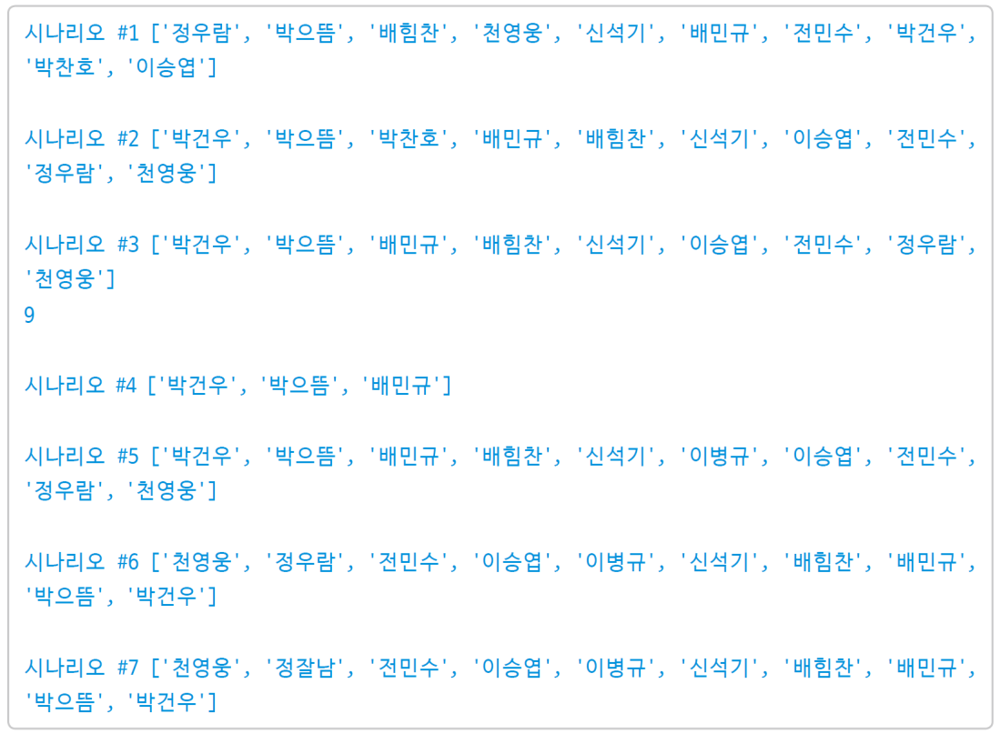 시나리오 #1 ['정우람', '박으뜸', '배힘찬', '천영웅', '신석기', '배민규', '전민수', '박건우',
'박찬호', '이승엽']
시나리오 #2 ['박건우', '박으뜸', '박찬호', '배민규', '배힘찬', '신석기', '이승엽', '전민수',
'정우람', '천영웅']
시나리오 #3 ['박건우', '박으뜸', '배민규', '배힘찬', '신석기', '이승엽', '전민수', '정우람',
'천영웅']
9
시나리오 #4 ['박건우', '박으뜸', '배민규']
시나리오 #5 ['박건우', '박으뜸', '배민규', '배힘찬', '신석기', '이병규', '이승엽', '전민수',
'정우람', '천영웅']
시나리오 #6 ['천영웅', '정우람', '전민수', '이승엽', '이병규', '신석기', '배힘찬', '배민규',
'박으뜸', '박건우']
시나리오 #7 ['천영웅', '정잘남', '전민수', '이승엽', '이병규', '신석기', '배힘찬', '배민규',
'박으뜸', '박건우']